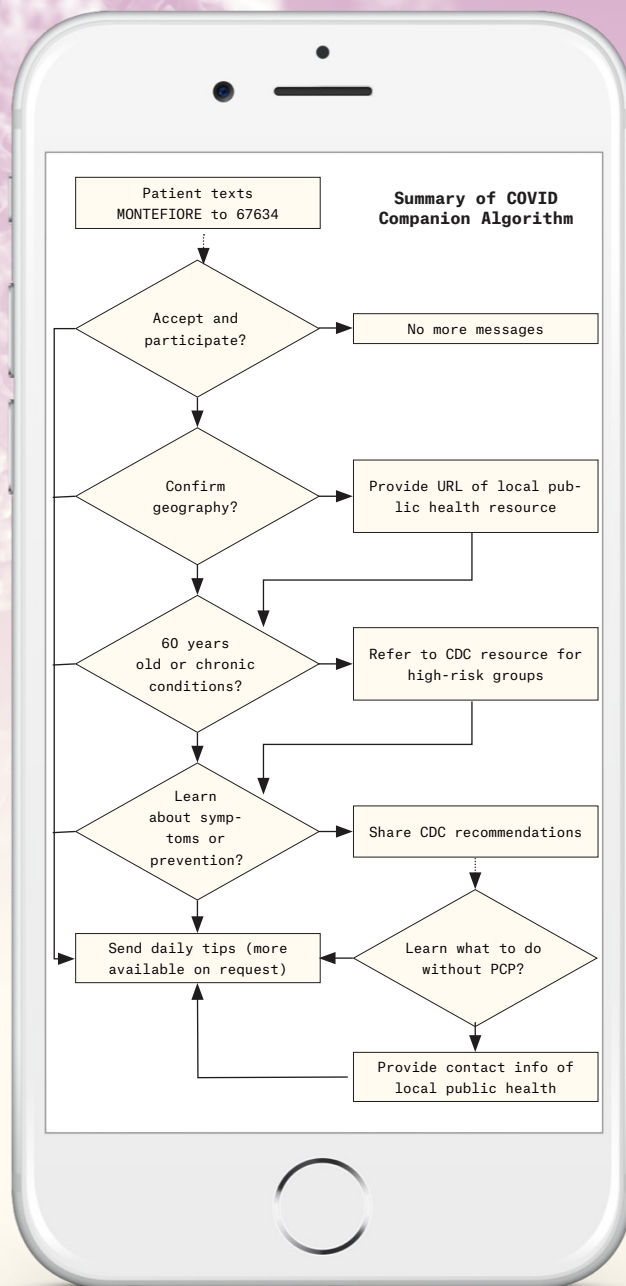 Summary of COVID
Companion Algorithm
Patient texts
MONTEFIORE to 67634
Accept and
participate?
No more messages
Confirm
geography?
Provide URL of local pub-
lic health resource
60 years
old or chronic
conditions?
Refer to CDC resource for
high-risk groups
Learn
about symp-
toms or
prevention?
Share CDC recommendations
Send daily tips (more
available on request)
Learn what to do
without PCP?
Provide contact info of
local public health